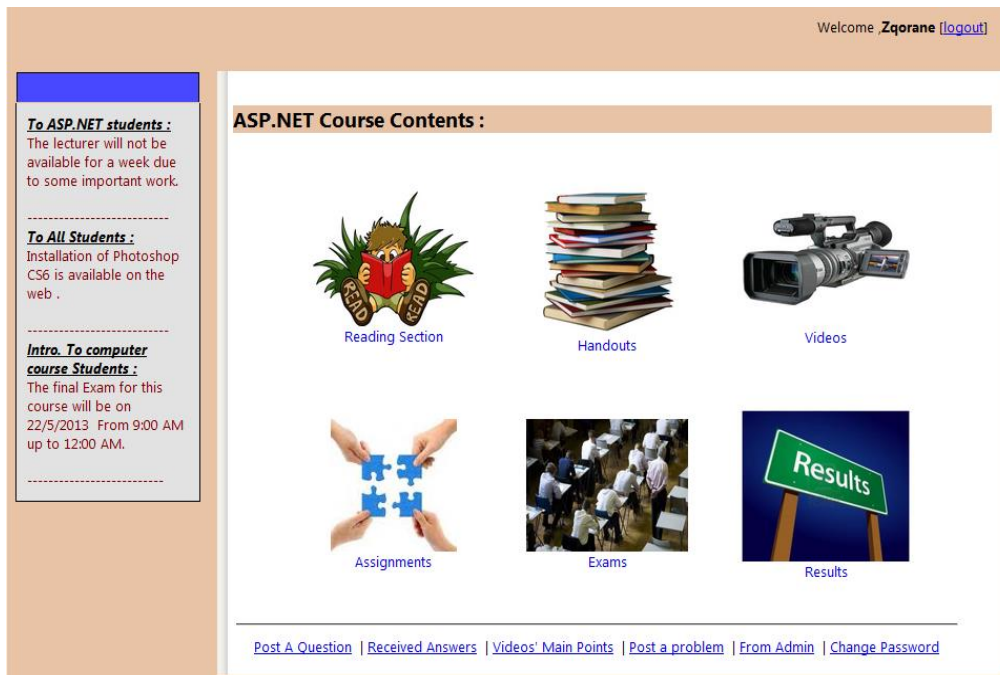 Welcome ,Zqorane [logout]
To ASP.NET students :
The lecturer will not be
available for a week due
to some important work.
---------------------------
To All Students :
Installation of Photoshop
CS6 is available on the
web .
---------------------------
Intro. To computer
course Students :
The final Exam for this
course will be on
22/5/2013 From 9:00 AM
up to 12:00 AM.
--------------------------
ASP.NET Course Contents :
READ READ
Reading Section
Handouts
Videos
Assignments
Exams
Results
Results
Post A Question | Received Answers | Videos' Main Points | Post a problem | From Admin | Change Password